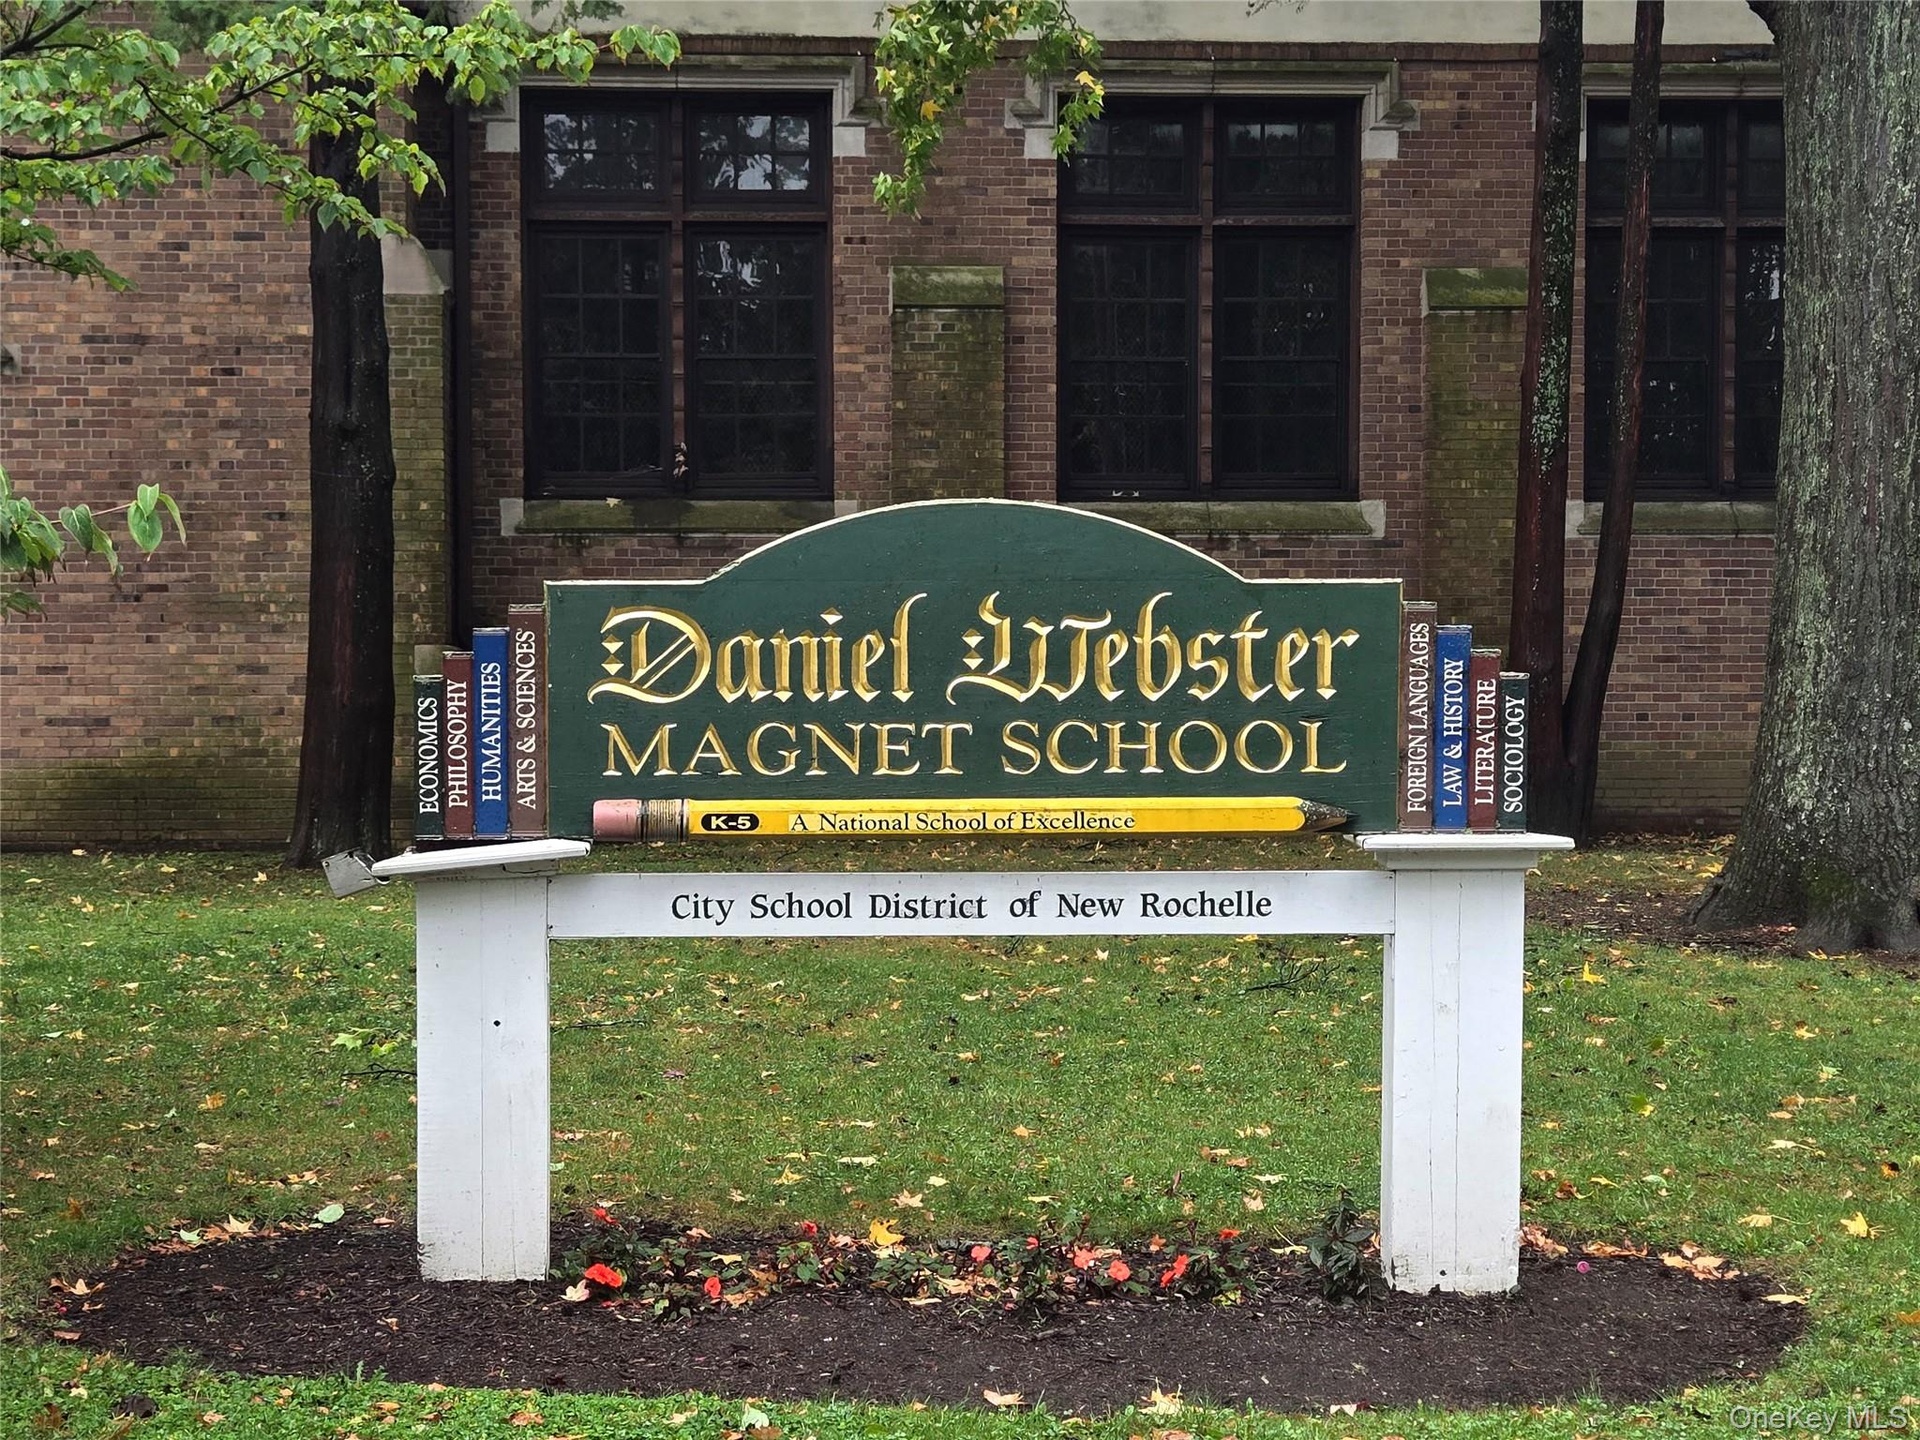 Daniel Webster
MAGNET SCHOOL
K-5 A National School of Excellence
City School District of New Rochelle
ECONOMICS
PHILOSOPHY
HUMANITIES
ARTS & SCIENCES
FOREIGN LANGUAGES
LAW & HISTORY
LITERATURE
SOCIOLOGY
OneKey MLS